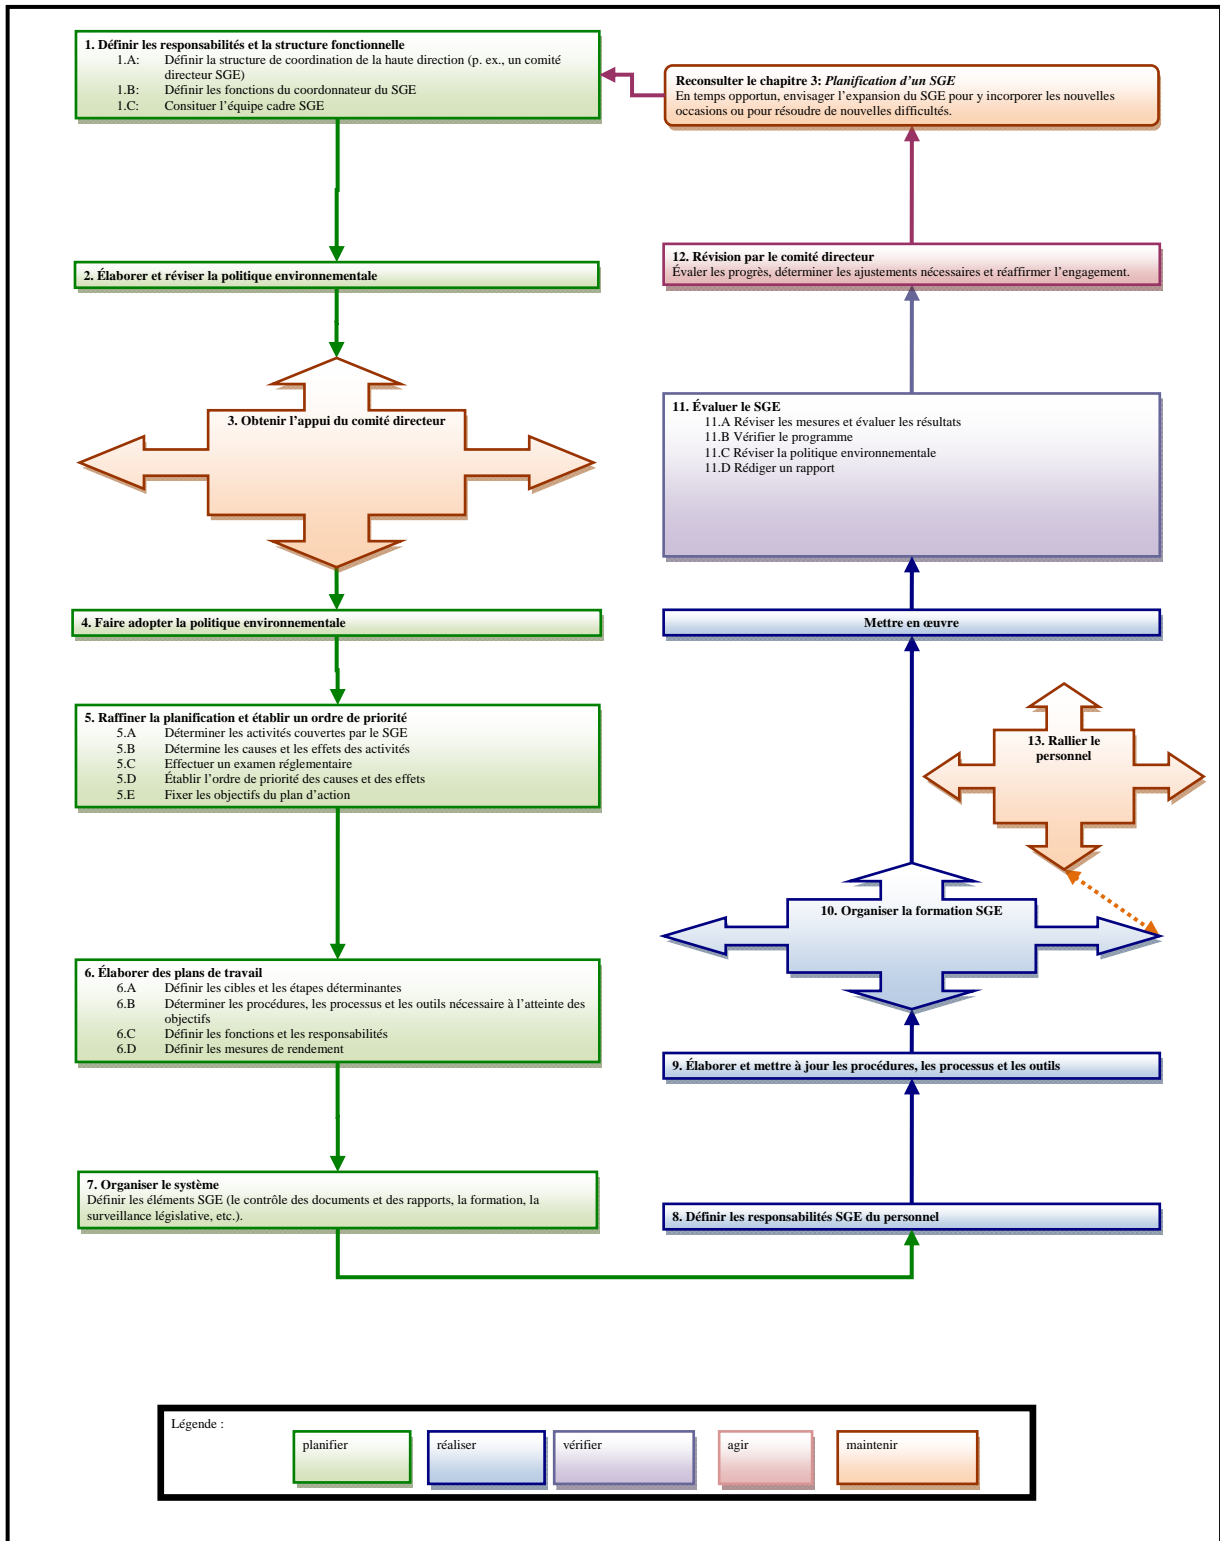 1. Définir les responsabilités et la structure fonctionnelle
1.A: Définir la structure de coordination de la haute direction (p. ex., un comité
directeur SGE)
1.B: Définir les fonctions du coordonnateur du SGE
1.C: Consituer l'équipe cadre SGE
2. Élaborer et réviser la politique environnementale
3. Obtenir l'appui du comité directeur
4. Faire adopter la politique environnementale
5. Raffiner la planification et établir un ordre de priorité
5.A Déterminer les activités couvertes par le SGE
5.B Détermine les causes et les effets des activités
5.C Effectuer un examen réglementaire
5.D Établir l'ordre de priorité des causes et des effets
5.E Fixer les objectifs du plan d'action
6. Élaborer des plans de travail
6.A Définir les cibles et les étapes déterminantes
6.B Déterminer les procédures, les processus et les outils nécessaire à l'atteinte des
objectifs
6.C Définir les fonctions et les responsabilités
6.D Définir les mesures de rendement
7. Organiser le système
Définir les éléments SGE (le contrôle des documents et des rapports, la formation, la
surveillance législative, etc.).
8. Définir les responsabilités SGE du personnel
9. Élaborer et mettre à jour les procédures, les processus et les outils
10. Organiser la formation SGE
13. Rallier le
personnel
Mettre en œuvre
11. Évaluer le SGE
11.A Réviser les mesures et évaluer les résultats
11.B Vérifier le programme
11.C Réviser la politique environnementale
11.D Rédiger un rapport
12. Révision par le comité directeur
Évaler les progrès, déterminer les ajustements nécessaires et réaffirmer l'engagement.
Reconsulter le chapitre 3: Planification d'un SGE
En temps opportun, envisager l'expansion du SGE pour y incorporer les nouvelles
occasions ou pour résoudre de nouvelles difficultés.
Légende :
planifier
réaliser
vérifier
agir
maintenir